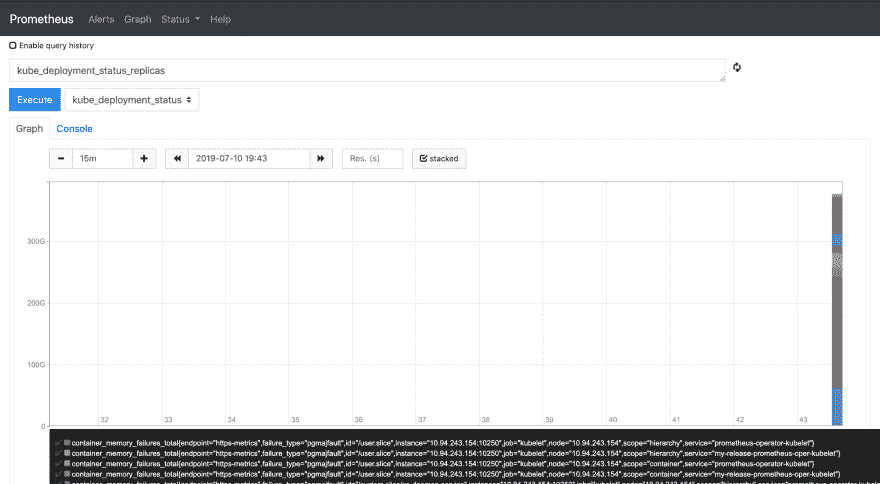 Prometheus Alerts Graph Status Help
Enable query history
kube_deployment_status_replicas
Execute kube_deployment_status
Graph Console
15m 2019-07-10 19:43 Res. (s) stacked
300G
200G
100G
0
32 33 34 35 36 37 38 39 40 41 42 43
container_memory_failures_total{endpoint="https-metrics",failure_type="pgmajfault",id="/user.slice",instance="10.94.243.154:10250",job="kubelet",node="10.94.243.154",scope="hierarchy",service="prometheus-operator-kubelet"}
container_memory_failures_total{endpoint="https-metrics",failure_type="pgmajfault",id="/user.slice",instance="10.94.243.154:10250",job="kubelet",node="10.94.243.154",scope="hierarchy",service="my-release-prometheus-oper-kubelet"}
container_memory_failures_total{endpoint="https-metrics",failure_type="pgmajfault",id="/user.slice",instance="10.94.243.154:10250",job="kubelet",node="10.94.243.154",scope="container",service="prometheus-operator-kubelet"}
container_memory_failures_total{endpoint="https-metrics",failure_type="pgmajfault",id="/user.slice",instance="10.94.243.154:10250",job="kubelet",node="10.94.243.154",scope="container",service="my-release-prometheus-oper-kubelet"}